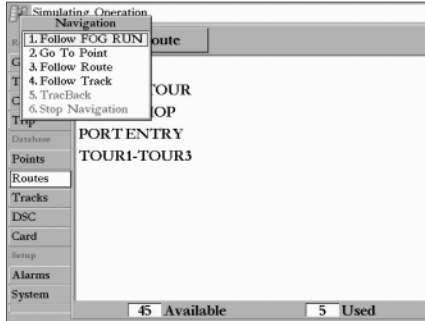 Simulating Operation
Navigation
1. Follow FOG RUN
2. Go To Point
3. Follow Route
4. Follow Track
5. TracBack
6. Stop Navigation
oute
TOUR
OP
Trip
Database
PORT ENTRY
Points
TOUR1-TOUR3
Routes
Tracks
DSC
Card
Setup
Alarms
System
45 Available
5 Used